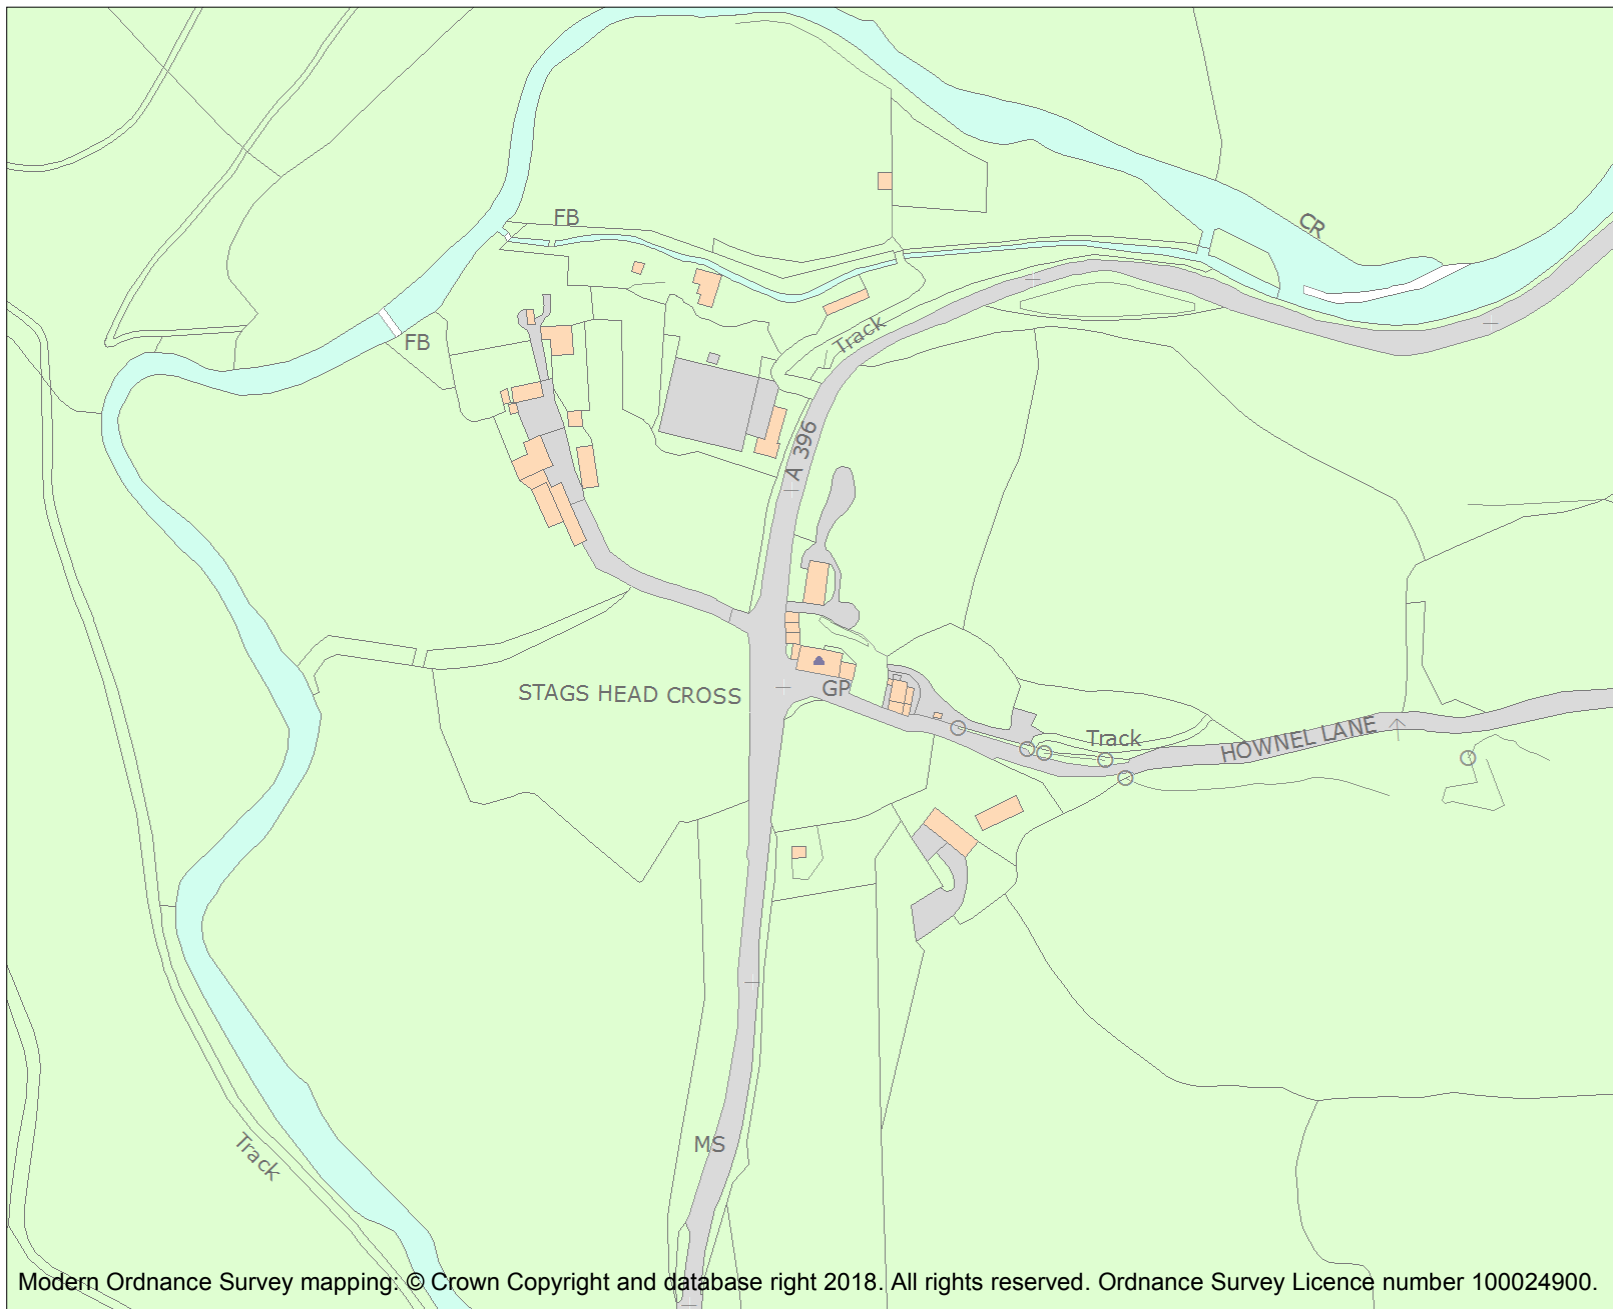 CR
FB
Track
FB
A 396
STAGS HEAD CROSS
GP
Track
HOWNEL LANE
MS
Track
Modern Ordnance Survey mapping: © Crown Copyright and database right 2018. All rights reserved. Ordnance Survey Licence number 100024900.